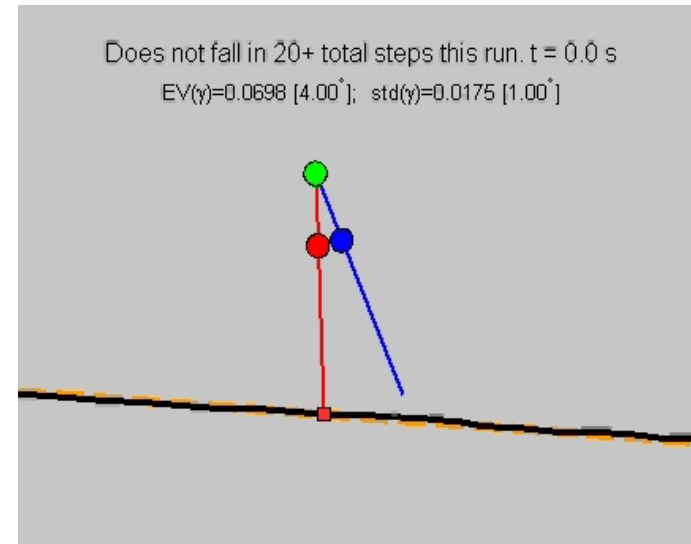 Does not fall in 20+ total steps this run. t = 0.0 s
EV(γ)=0.0698 [4.00°]; std(γ)=0.0175 [1.00°]